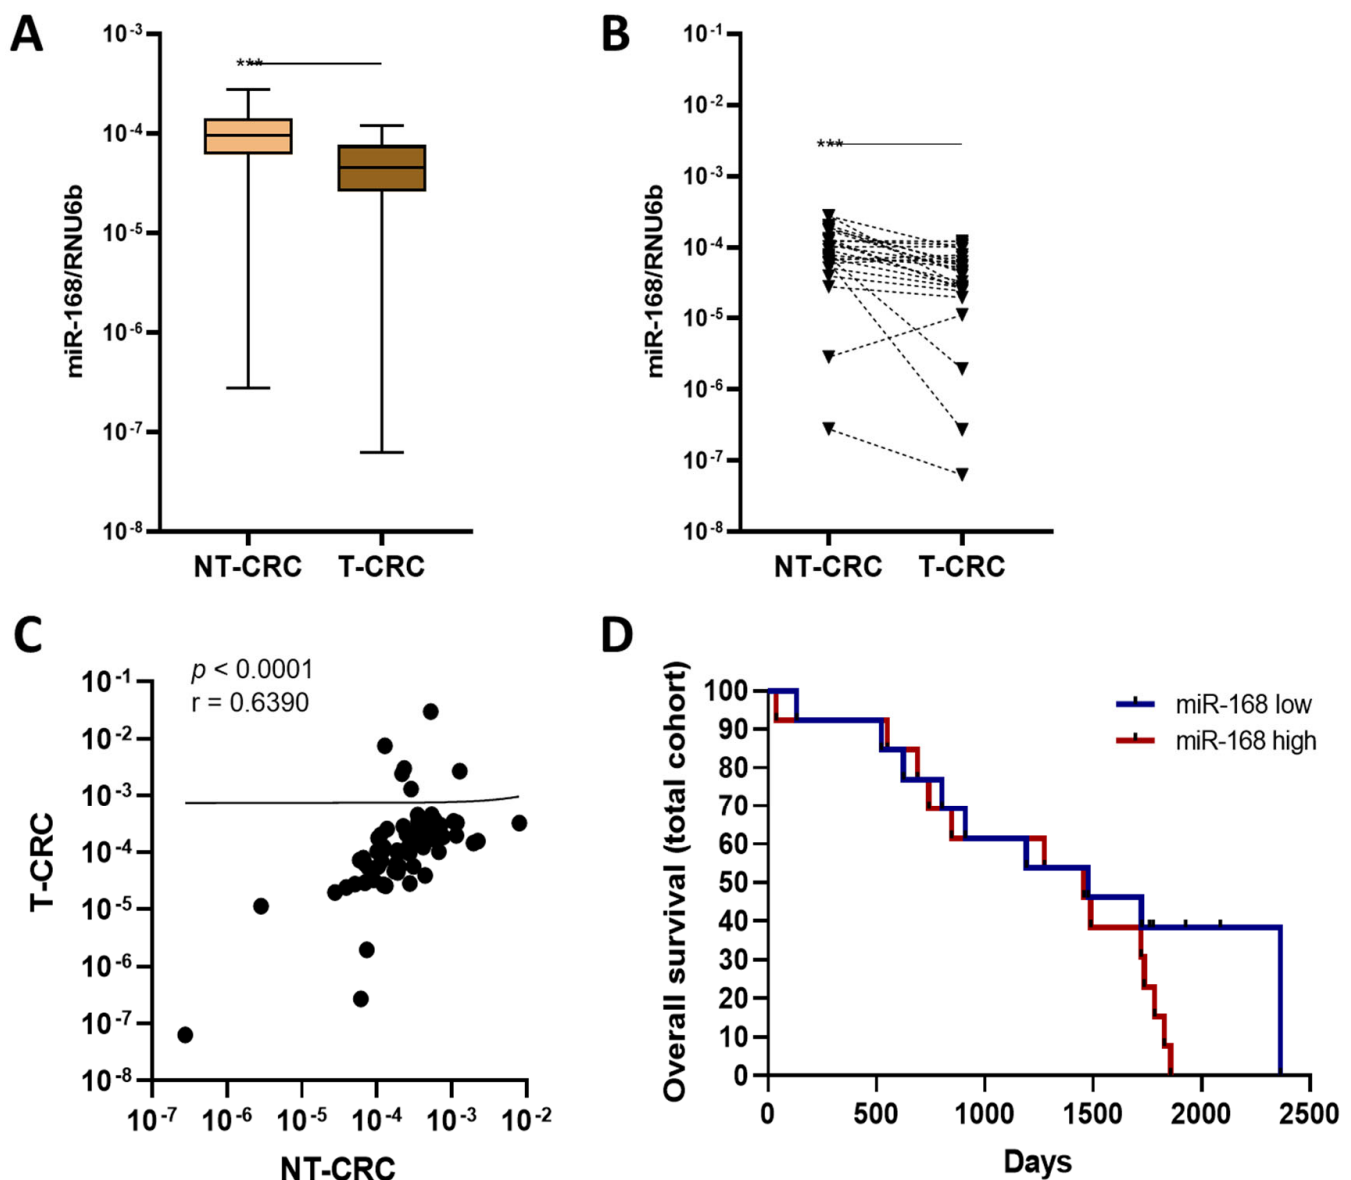 A
10-3
10-4
10-5
10-6
10-7
10-8
miR-168/RNU6b
***
NT-CRC T-CRC
B
10-1
10-2
10-3
10-4
10-5
10-6
10-7
10-8
miR-168/RNU6b
***
NT-CRC T-CRC
C
p < 0.0001
r = 0.6390
10-1
10-2
10-3
10-4
10-5
10-6
10-7
10-8
T-CRC
10-7 10-6 10-5 10-4 10-3 10-2
NT-CRC
D
Overall survival (total cohort)
100
90
80
70
60
50
40
30
20
10
0
miR-168 low
miR-168 high
0 500 1000 1500 2000 2500
Days